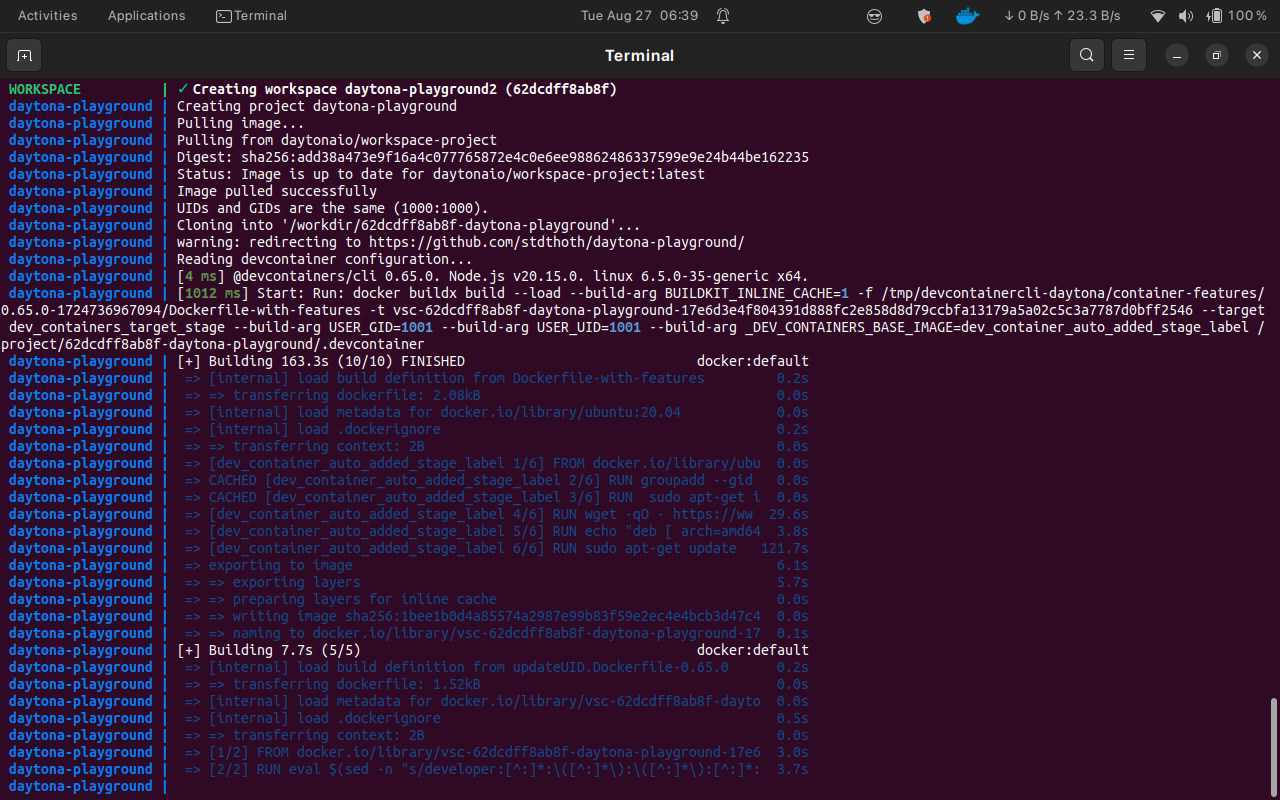 Activities Applications Terminal Tue Aug 27 06:39 ↓ 0 B/s ↑ 23.3 B/s 100 %
Terminal
WORKSPACE | ✓ Creating workspace daytona-playground2 (62dcdff8ab8f)
daytona-playground | Creating project daytona-playground
daytona-playground | Pulling image...
daytona-playground | Pulling from daytonaio/workspace-project
daytona-playground | Digest: sha256:add38a473e9f16a4c077765872e4c0e6ee98862486337599e9e24b44be162235
daytona-playground | Status: Image is up to date for daytonaio/workspace-project:latest
daytona-playground | Image pulled successfully
daytona-playground | UIDs and GIDs are the same (1000:1000).
daytona-playground | Cloning into '/workdir/62dcdff8ab8f-daytona-playground'...
daytona-playground | warning: redirecting to https://github.com/stdthoth/daytona-playground/
daytona-playground | Reading devcontainer configuration...
daytona-playground | [4 ms] @devcontainers/cli 0.65.0. Node.js v20.15.0. linux 6.5.0-35-generic x64.
daytona-playground | [1012 ms] Start: Run: docker buildx build --load --build-arg BUILDKIT_INLINE_CACHE=1 -f /tmp/devcontainercli-daytona/container-features/
0.65.0-1724736967094/Dockerfile-with-features -t vsc-62dcdff8ab8f-daytona-playground-17e6d3e4f804391d888fc2e858d8d79ccbfa13179a5a02c5c3a7787d0bff2546 --target
dev_containers_target_stage --build-arg USER_GID=1001 --build-arg USER_UID=1001 --build-arg _DEV_CONTAINERS_BASE_IMAGE=dev_container_auto_added_stage_label /
project/62dcdff8ab8f-daytona-playground/.devcontainer
daytona-playground | [+] Building 163.3s (10/10) FINISHED docker:default
daytona-playground | => [internal] load build definition from Dockerfile-with-features 0.2s
daytona-playground | => => transferring dockerfile: 2.08kB 0.0s
daytona-playground | => [internal] load metadata for docker.io/library/ubuntu:20.04 0.0s
daytona-playground | => [internal] load .dockerignore 0.2s
daytona-playground | => => transferring context: 2B 0.0s
daytona-playground | => [dev_container_auto_added_stage_label 1/6] FROM docker.io/library/ubu 0.0s
daytona-playground | => CACHED [dev_container_auto_added_stage_label 2/6] RUN groupadd --gid 0.0s
daytona-playground | => CACHED [dev_container_auto_added_stage_label 3/6] RUN sudo apt-get i 0.0s
daytona-playground | => [dev_container_auto_added_stage_label 4/6] RUN wget -qO - https://ww 29.6s
daytona-playground | => [dev_container_auto_added_stage_label 5/6] RUN echo "deb [ arch=amd64 3.8s
daytona-playground | => [dev_container_auto_added_stage_label 6/6] RUN sudo apt-get update 121.7s
daytona-playground | => exporting to image 6.1s
daytona-playground | => => exporting layers 5.7s
daytona-playground | => => preparing layers for inline cache 0.0s
daytona-playground | => => writing image sha256:1bee1b0d4a85574a2987e99b83f59e2ec4e4bcb3d47c4 0.0s
daytona-playground | => => naming to docker.io/library/vsc-62dcdff8ab8f-daytona-playground-17 0.1s
daytona-playground | [+] Building 7.7s (5/5) docker:default
daytona-playground | => [internal] load build definition from updateUID.Dockerfile-0.65.0 0.2s
daytona-playground | => => transferring dockerfile: 1.52kB 0.0s
daytona-playground | => [internal] load metadata for docker.io/library/vsc-62dcdff8ab8f-dayto 0.0s
daytona-playground | => [internal] load .dockerignore 0.5s
daytona-playground | => => transferring context: 2B 0.0s
daytona-playground | => [1/2] FROM docker.io/library/vsc-62dcdff8ab8f-daytona-playground-17e6 3.0s
daytona-playground | => [2/2] RUN eval $(sed -n "s/developer:[^:]*:\([^:]*\):\([^:]*\):[^:]*: 3.7s
daytona-playground |